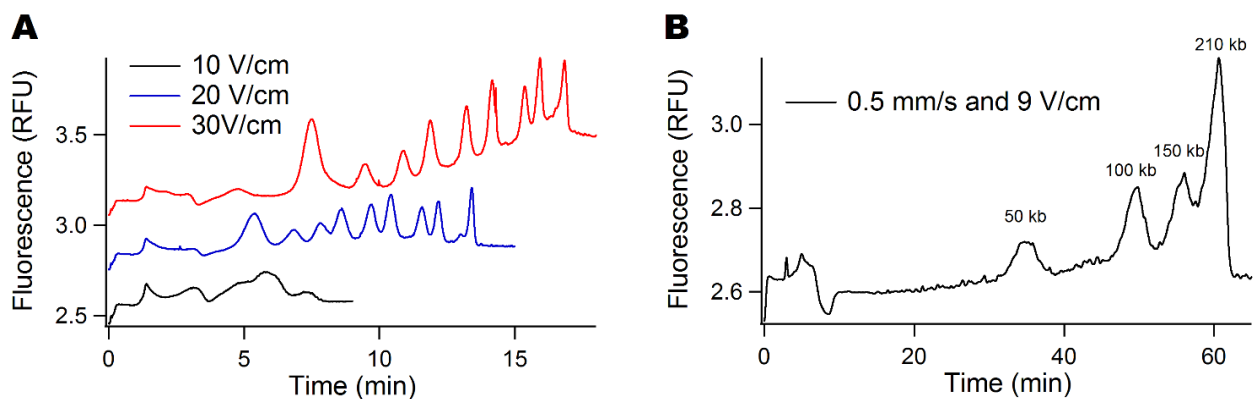 A
Fluorescence (RFU)
3.5
3.0
2.5
10 V/cm
20 V/cm
30V/cm
0 5 10 15
Time (min)
B
Fluorescence (RFU)
3.0
2.8
2.6
0.5 mm/s and 9 V/cm
50 kb
100 kb
150 kb
210 kb
0 20 40 60
Time (min)